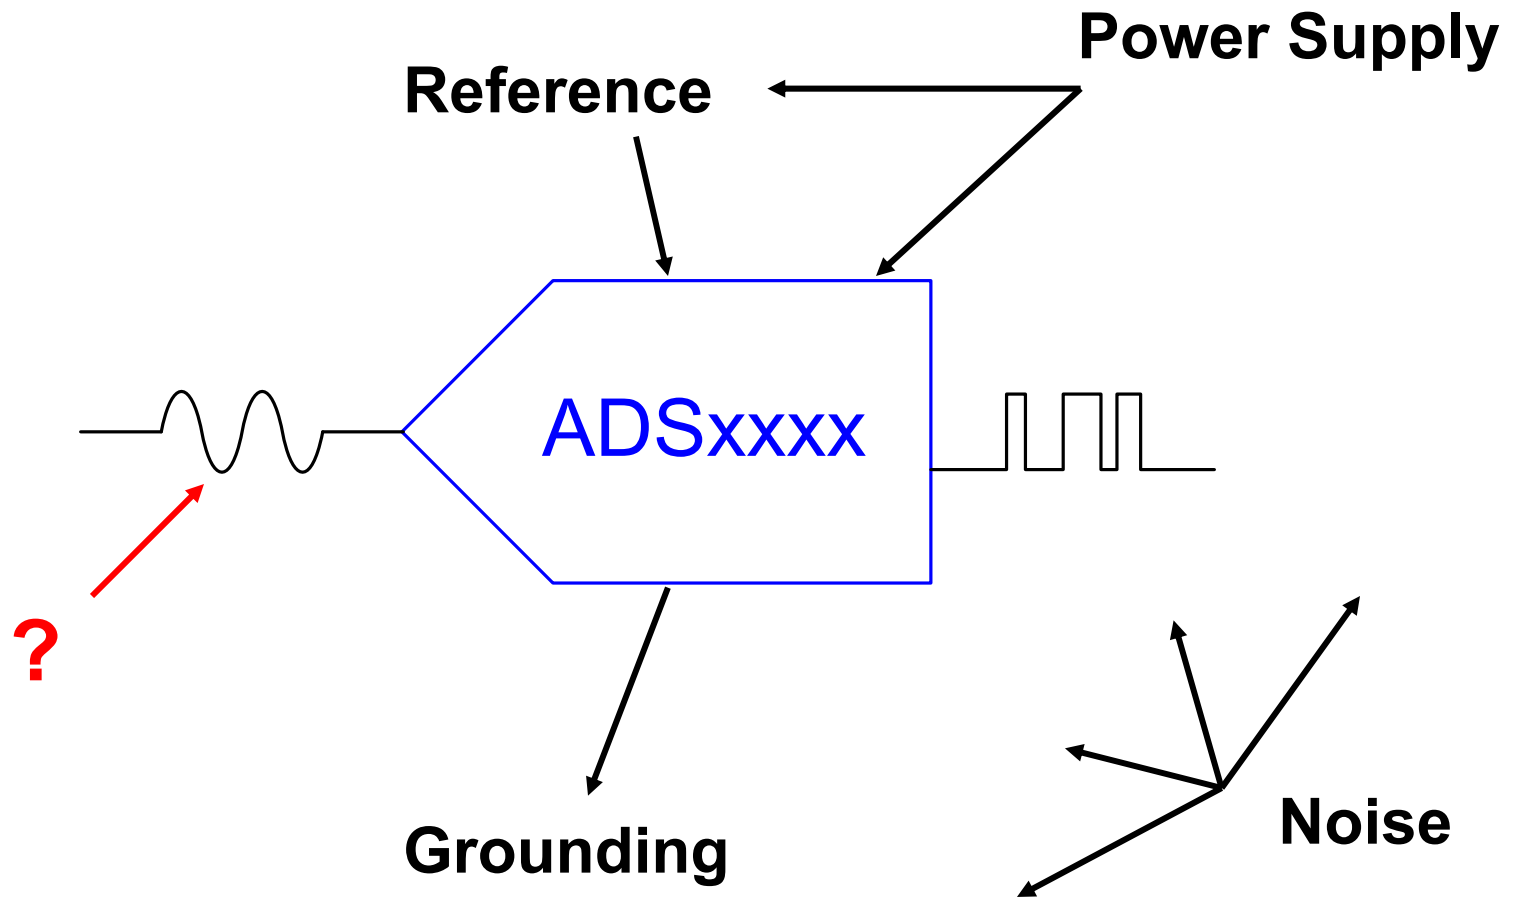 Power Supply
Reference
ADSxxxx
?
Grounding
Noise